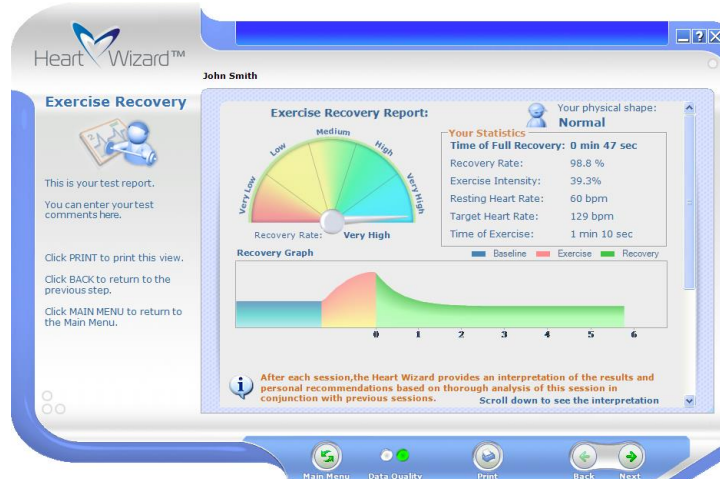 Heart Wizard™
John Smith
Exercise Recovery
This is your test report.
You can enter your test
comments here.
Click PRINT to print this view.
Click BACK to return to the
previous step.
Click MAIN MENU to return to
the Main Menu.
Exercise Recovery Report:
Your physical shape:
Normal
Very Low
Low
Medium
High
Very High
Recovery Rate: Very High
Your Statistics
Time of Full Recovery: 0 min 47 sec
Recovery Rate: 98.8 %
Exercise Intensity: 39.3%
Resting Heart Rate: 60 bpm
Target Heart Rate: 129 bpm
Time of Exercise: 1 min 10 sec
Recovery Graph
Baseline Exercise Recovery
0 1 2 3 4 5 6
After each session,the Heart Wizard provides an interpretation of the results and
personal recommendations based on thorough analysis of this session in
conjunction with previous sessions. Scroll down to see the interpretation
Main Menu Data Quality Print Back Next